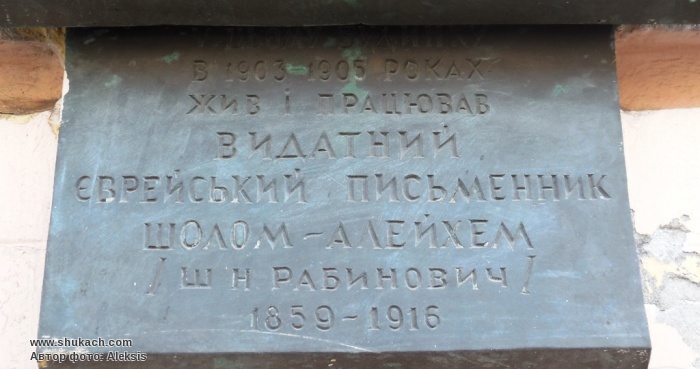 В 1903-1905 РОКАХ
ЖИВ І ПРАЦЮВАВ
ВИДАТНИЙ
ЄВРЕЙСЬКИЙ ПИСЬМЕННИК
ШОЛОМ-АЛЕЙХЕМ
/Ш Н РАБИНОВИЧ/
1859-1916
www.shukach.com
Автор фото: Aleksis